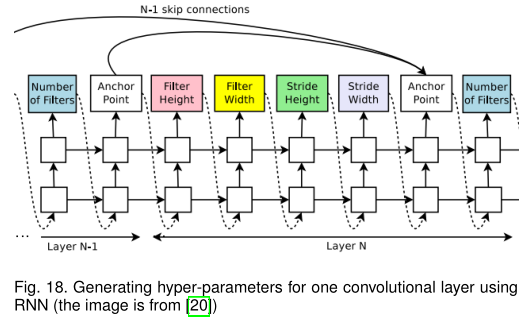 N-1 skip connections
Number
of Filters
Anchor
Point
Filter
Height
Filter
Width
Stride
Height
Stride
Width
Anchor
Point
Number
of Filters
...
Layer N-1
Layer N
Fig. 18. Generating hyper-parameters for one convolutional layer using
RNN (the image is from [20])